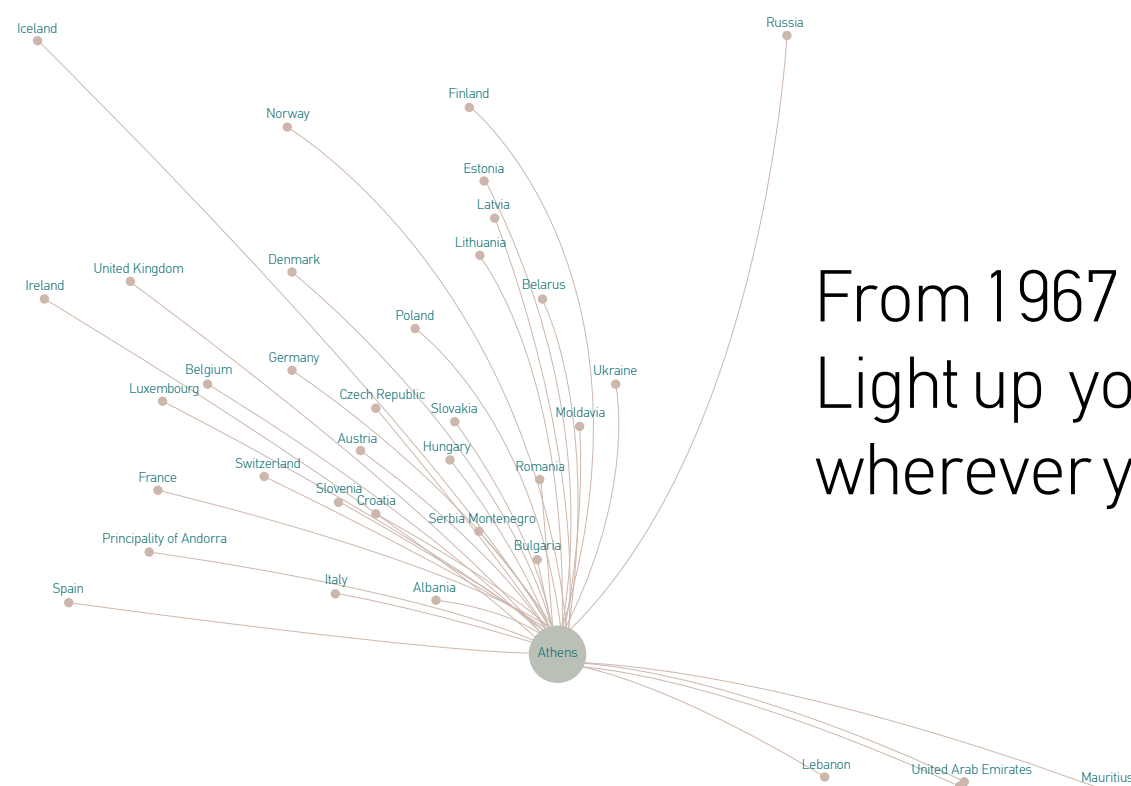 Iceland
Russia
Finland
Norway
Estonia
Latvia
Lithuania
Denmark
United Kingdom
Ireland
Belarus
Poland
From 1967
Light up yo
wherever y
Germany
Belgium
Luxembourg
Ukraine
Czech Republic
Slovakia
Moldavia
Austria
Hungary
Switzerland
Romania
France
Slovenia
Croatia
Serbia Montenegro
Principality of Andorra
Bulgaria
Italy
Albania
Spain
Athens
Lebanon
United Arab Emirates
Mauritius